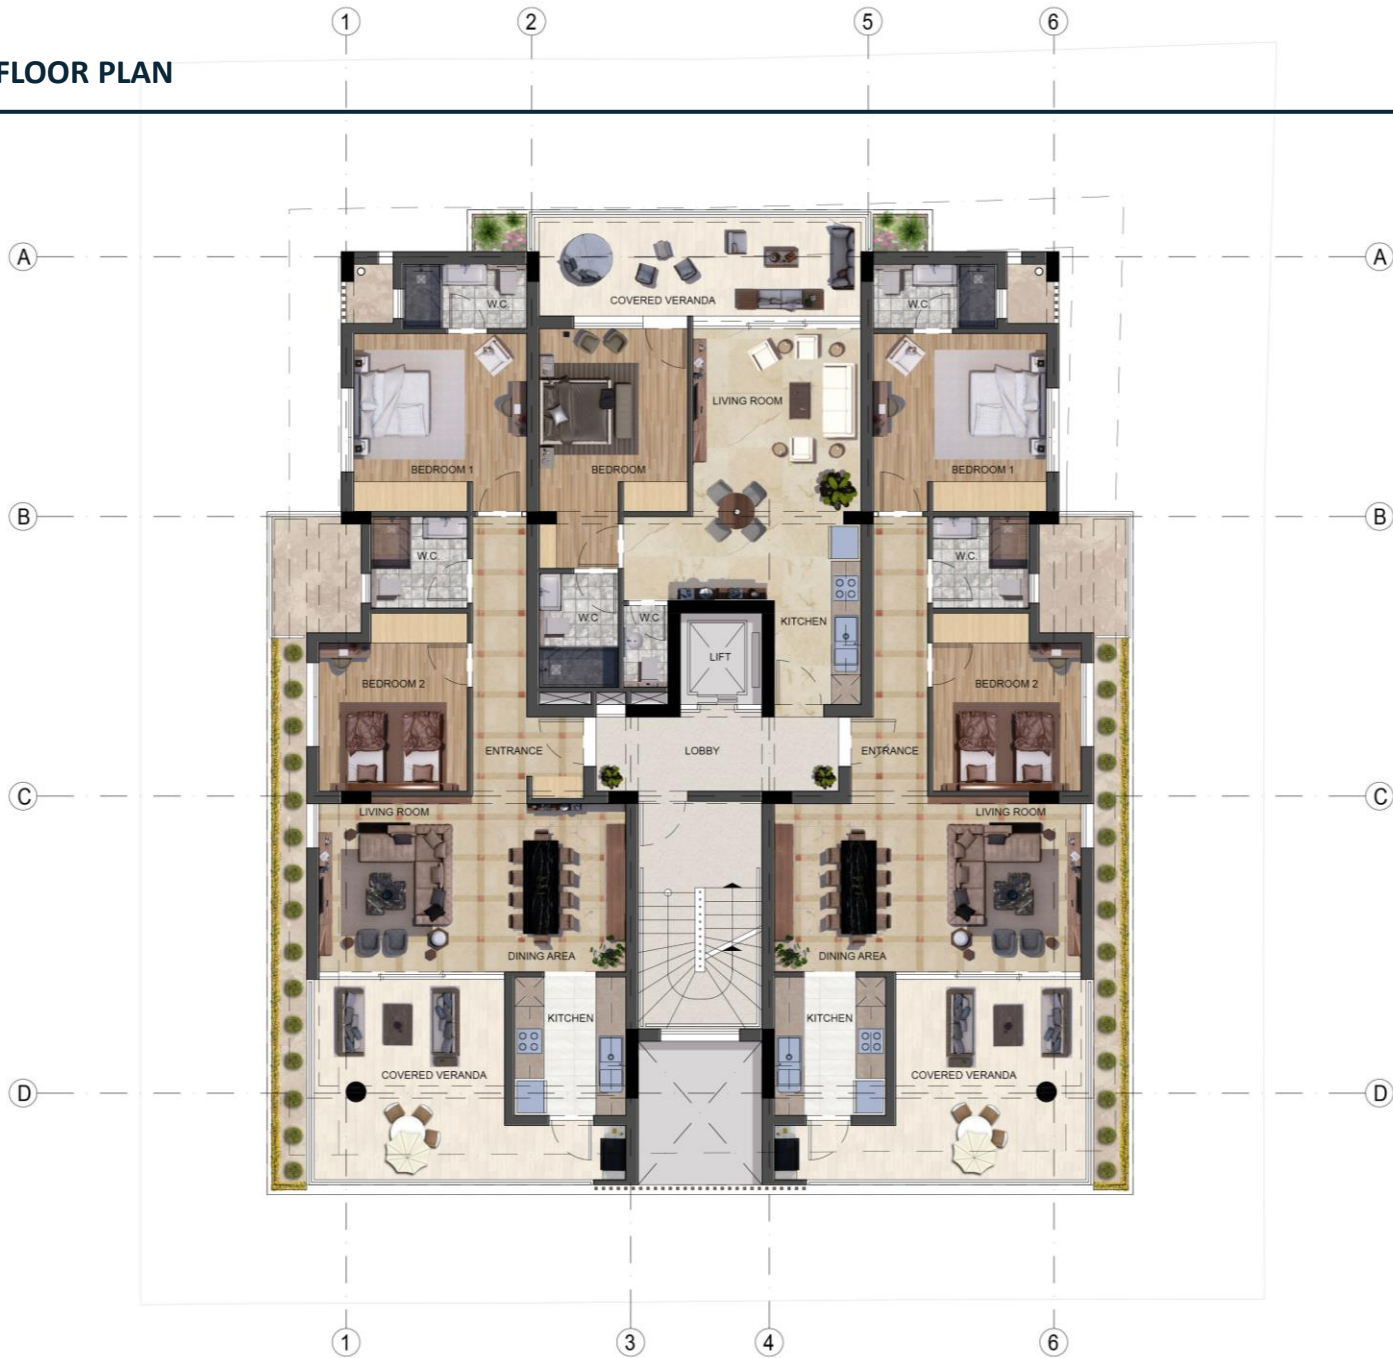 1 2 5 6
FLOOR PLAN
A A
W.C. W.C.
COVERED VERANDA
LIVING ROOM
BEDROOM 1 BEDROOM BEDROOM 1
B B
W.C. W.C.
W.C W.C KITCHEN
LIFT
BEDROOM 2 BEDROOM 2
ENTRANCE LOBBY ENTRANCE
C C
LIVING ROOM LIVING ROOM
DINING AREA DINING AREA
KITCHEN KITCHEN
COVERED VERANDA COVERED VERANDA
D D
1 3 4 6